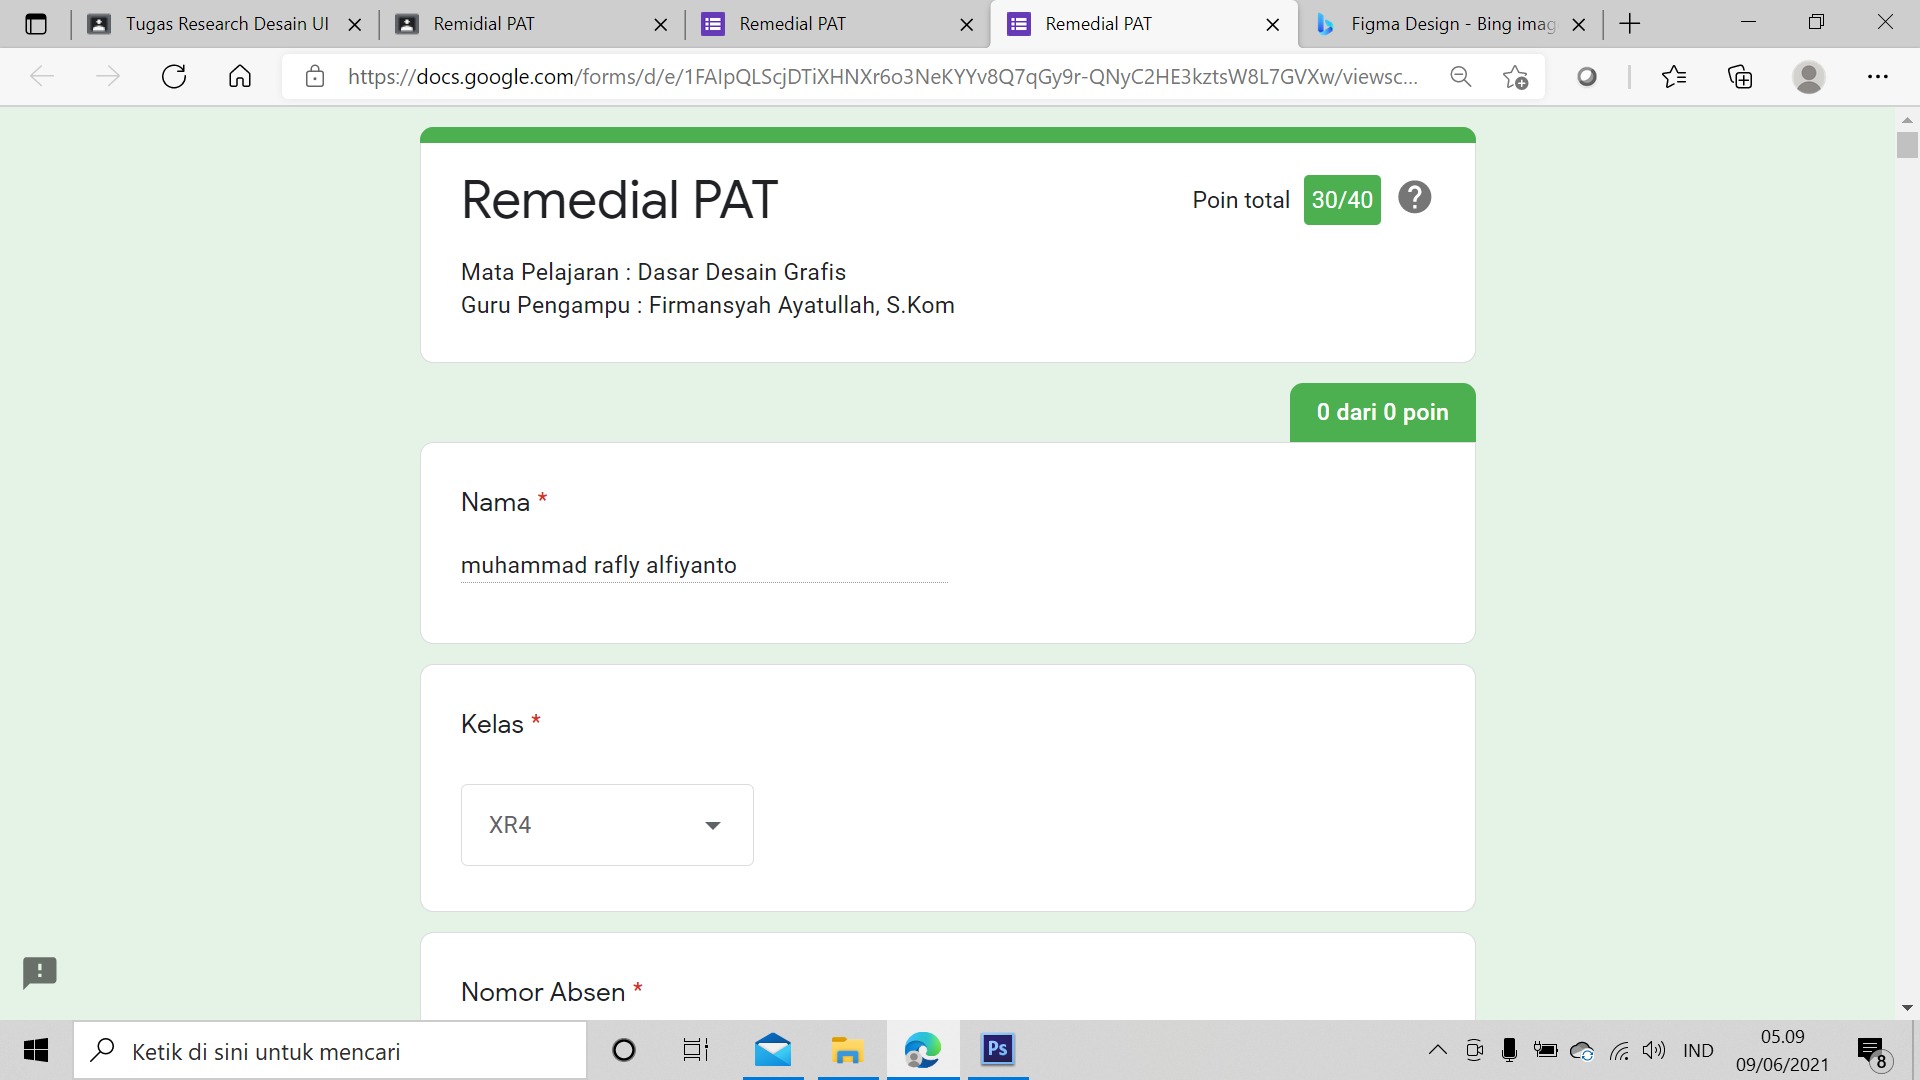 Tugas Research Desain UI
Remidial PAT
Remedial PAT
Remedial PAT
Figma Design - Bing imag
https://docs.google.com/forms/d/e/1FAIpQLScjDTiXHNXr6o3NeKYYv8Q7qGy9r-QNyC2HE3kztsW8L7GVXw/viewsc...
Remedial PAT
Poin total 30/40
Mata Pelajaran : Dasar Desain Grafis
Guru Pengampu : Firmansyah Ayatullah, S.Kom
0 dari 0 poin
Nama *
muhammad rafly alfiyanto
Kelas *
XR4
Nomor Absen *
Ketik di sini untuk mencari
Ps
IND
05.09
09/06/2021
8